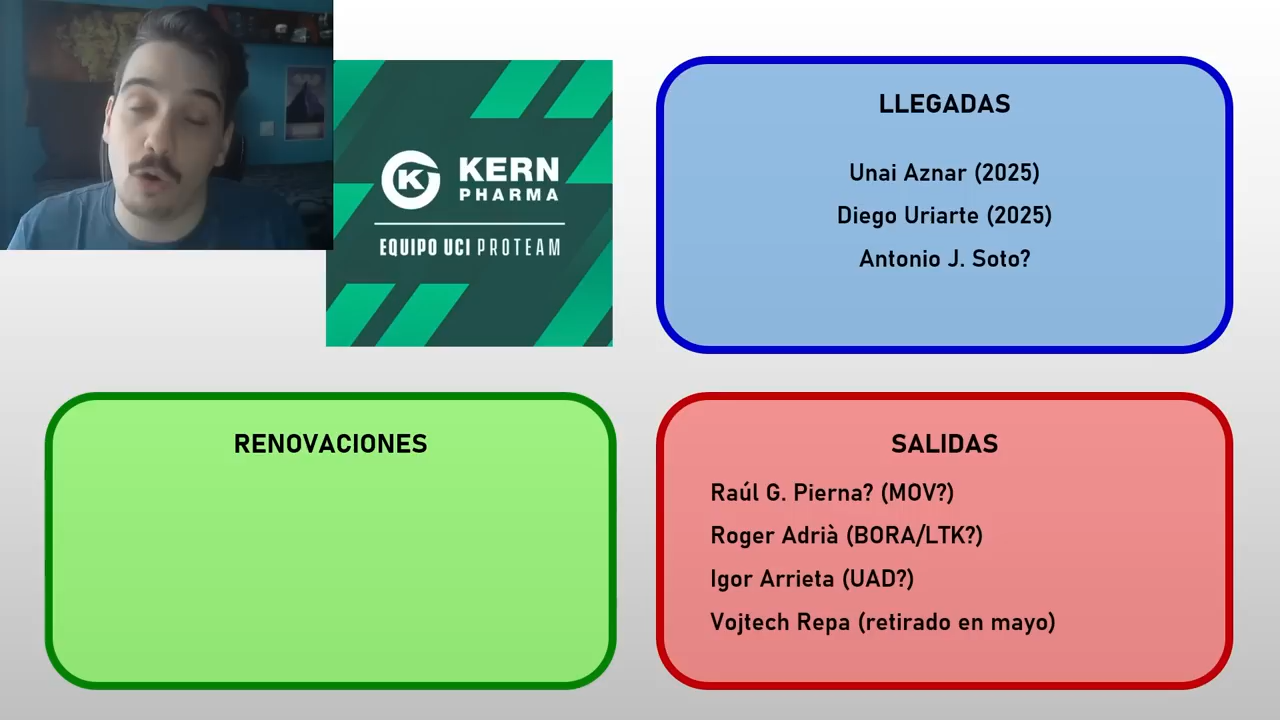 KERN
PHARMA
EQUIPO UCI PROTEAM
LLEGADAS
Unai Aznar (2025)
Diego Uriarte (2025)
Antonio J. Soto?
RENOVACIONES
SALIDAS
Raúl G. Pierna? (MOV?)
Roger Adrià (BORA/LTK?)
Igor Arrieta (UAD?)
Vojtech Repa (retirado en mayo)